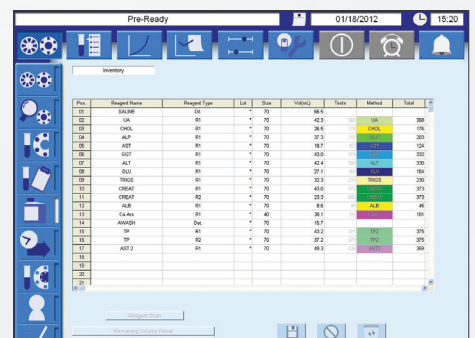 Pre-Ready 01/18/2012 15:20
Inventory
Pos. Reagent Name Reagent Type Lot Size Vol(mL) Tests Method Total
01 SALINE Dil. * 70 66.5
02 UA R1 * 70 42.3 UA 368
03 CHOL R1 * 70 26.5 CHOL 176
04 ALP R1 * 70 37.3 ALP 203
05 AST R1 * 70 18.7 AST 124
06 GGT R1 * 70 43.0 GGT 332
07 ALT R1 * 70 42.4 ALT 330
08 GLU R1 * 70 27.1 GLU 164
09 TRIGS R1 * 70 32.3 TRIGS 230
10 CREAT R1 * 70 43.0 CREAT 373
11 CREAT R2 * 70 23.3 CREAT 373
12 ALB R1 * 70 8.6 ALB 45
13 Ca Ars R1 * 40 30.1 101
14 AWASH Det. * 70 15.7
15 TP R1 * 70 43.2 TP2 375
16 TP R2 * 70 37.2 TP2 375
17 AST 2 R1 * 70 49.3 AST2 369
18
19
20
21
Reagent Scan
Remaining Volume Reset